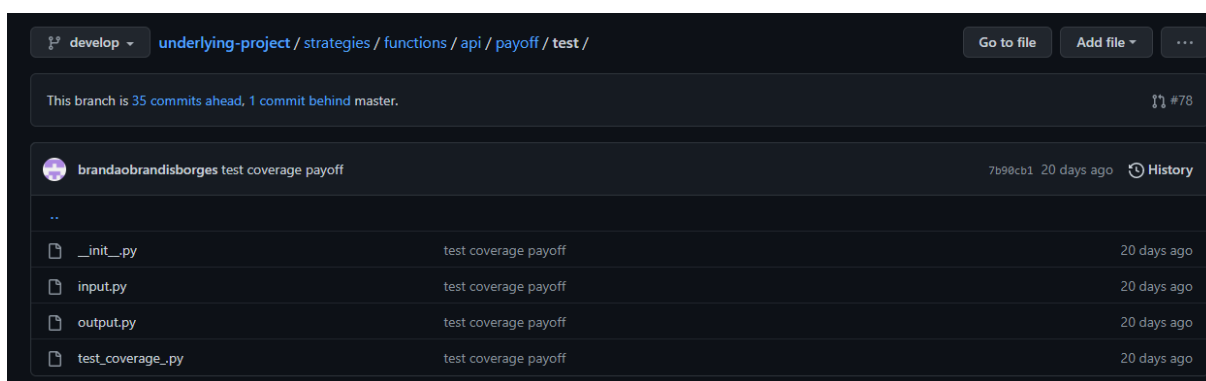 develop underlying-project / strategies / functions / api / payoff / test / Go to file Add file ...
This branch is 35 commits ahead, 1 commit behind master. #78
brandaobrandisborges test coverage payoff 7b90cb1 20 days ago History
..
__init__.py test coverage payoff 20 days ago
input.py test coverage payoff 20 days ago
output.py test coverage payoff 20 days ago
test_coverage_.py test coverage payoff 20 days ago